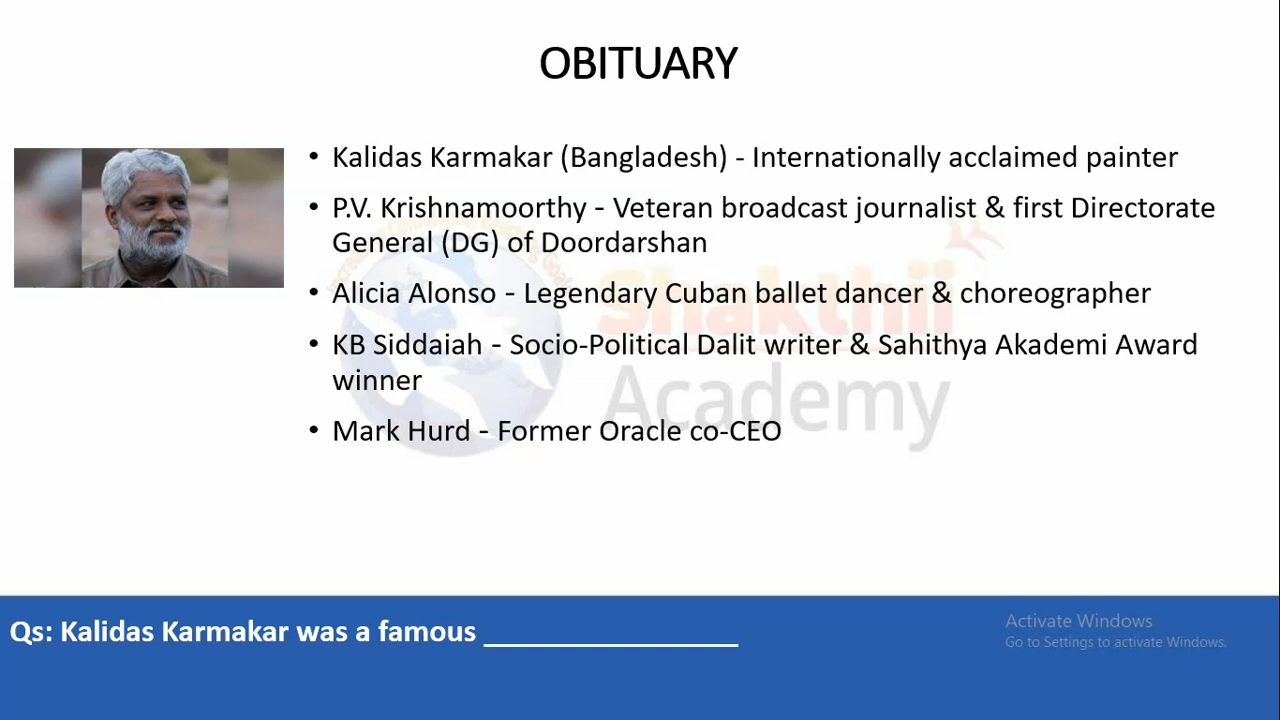 OBITUARY
• Kalidas Karmakar (Bangladesh) - Internationally acclaimed painter
• P.V. Krishnamoorthy - Veteran broadcast journalist & first Directorate
General (DG) of Doordarshan
• Alicia Alonso - Legendary Cuban ballet dancer & choreographer
• KB Siddaiah - Socio-Political Dalit writer & Sahithya Akademi Award
winner
• Mark Hurd - Former Oracle co-CEO
Shakthii
Academy
Qs: Kalidas Karmakar was a famous _________________
Activate Windows
Go to Settings to activate Windows.